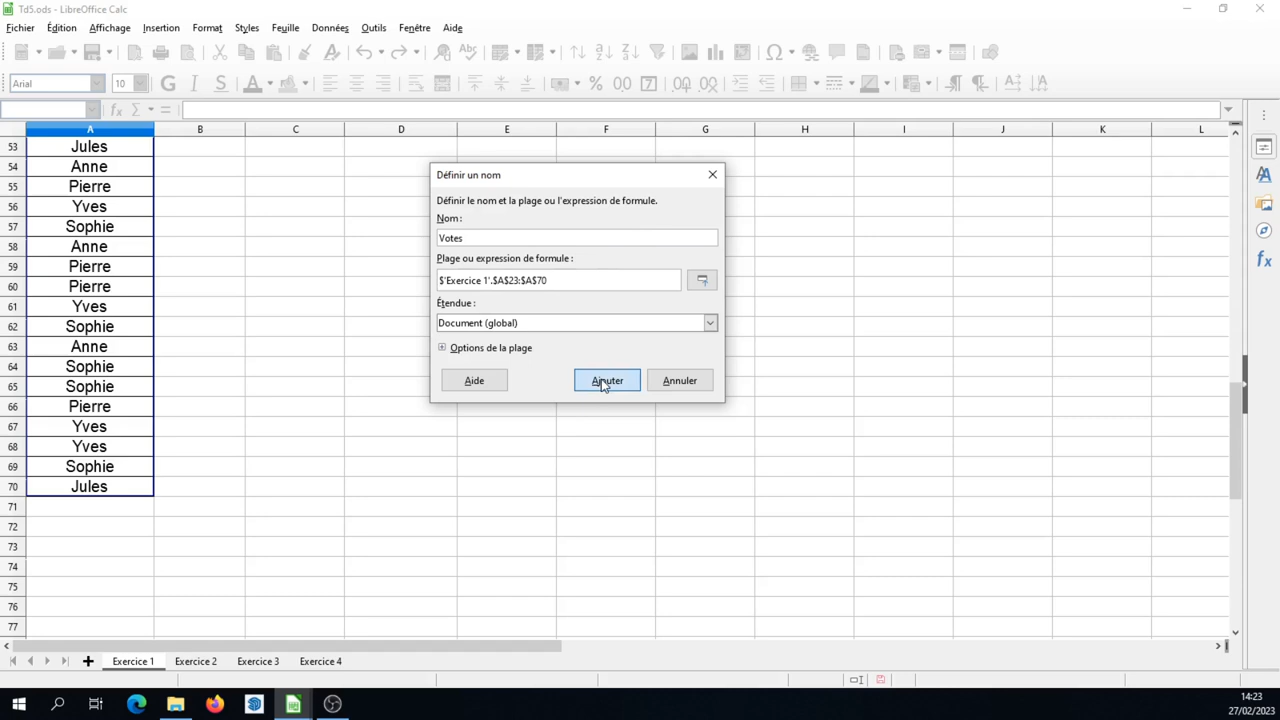 Td5.ods - LibreOffice Calc
Fichier Édition Affichage Insertion Format Styles Feuille Données Outils Fenêtre Aide
Arial 10 G I S A
A B C D E F G H I J K L
53 Jules
54 Anne
55 Pierre
56 Yves
57 Sophie
58 Anne
59 Pierre
60 Pierre
61 Yves
62 Sophie
63 Anne
64 Sophie
65 Sophie
66 Pierre
67 Yves
68 Yves
69 Sophie
70 Jules
71
72
73
74
75
76
77
Définir un nom
Définir le nom et la plage ou l'expression de formule.
Nom :
Votes
Plage ou expression de formule :
$'Exercice 1'.$A$23:$A$70
Étendue :
Document (global)
Options de la plage
Aide Ajouter Annuler
Exercice 1 Exercice 2 Exercice 3 Exercice 4
14:23
27/02/2023